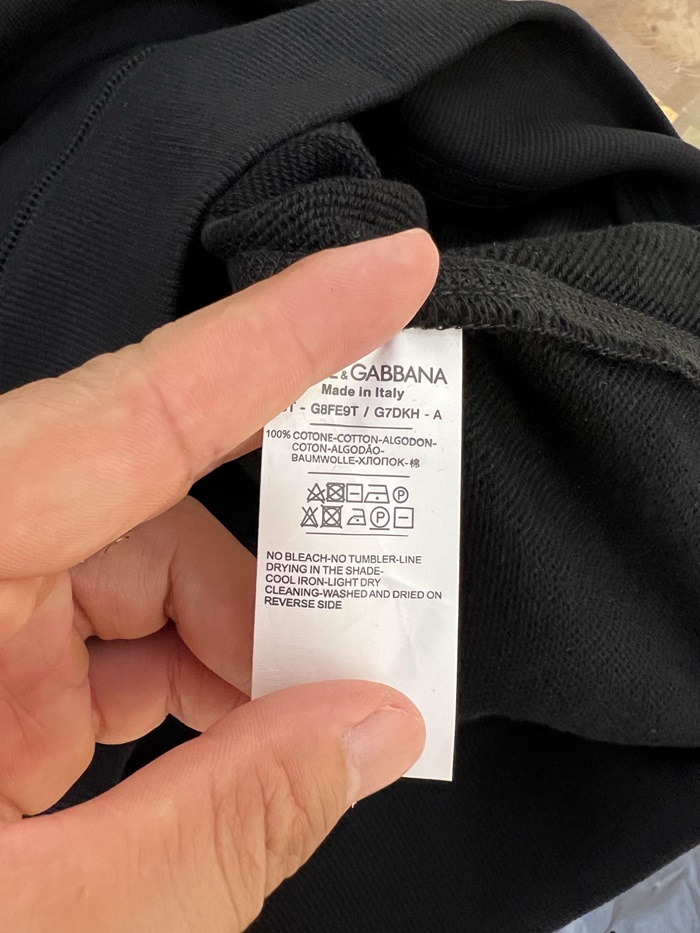 & GABBANA
Made in Italy
- G8FE9T / G7DKH - A
100% COTONE-COTTON-ALGODON-
COTON-ALGODÃO-
BAUMWOLLE-ХЛОПОК-棉
P
P
NO BLEACH-NO TUMBLER-LINE
DRYING IN THE SHADE-
COOL IRON-LIGHT DRY
CLEANING-WASHED AND DRIED ON
REVERSE SIDE